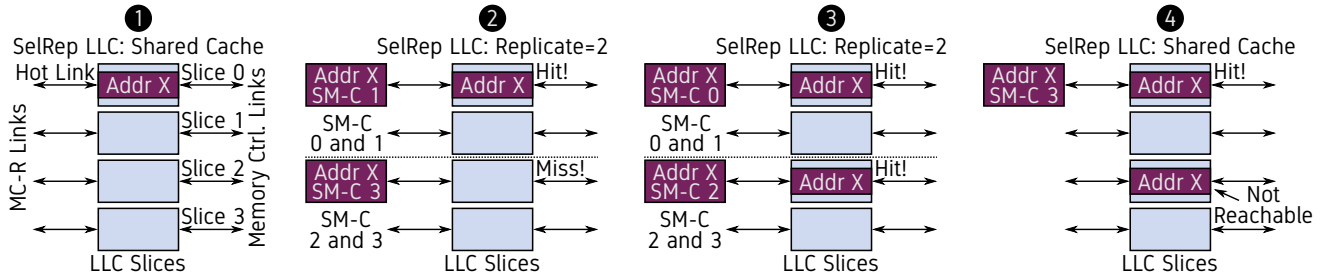 1
SelRep LLC: Shared Cache
Hot Link
Addr X
Slice 0
Slice 1
Slice 2
Slice 3
MC-R Links
Memory Ctrl. Links
LLC Slices
2
SelRep LLC: Replicate=2
Addr X
SM-C 1
Addr X
Hit!
SM-C
0 and 1
Addr X
SM-C 3
Miss!
SM-C
2 and 3
LLC Slices
3
SelRep LLC: Replicate=2
Addr X
SM-C 0
Addr X
Hit!
SM-C
0 and 1
Addr X
SM-C 2
Addr X
Hit!
SM-C
2 and 3
LLC Slices
4
SelRep LLC: Shared Cache
Addr X
SM-C 3
Addr X
Hit!
Addr X
Not
Reachable
LLC Slices